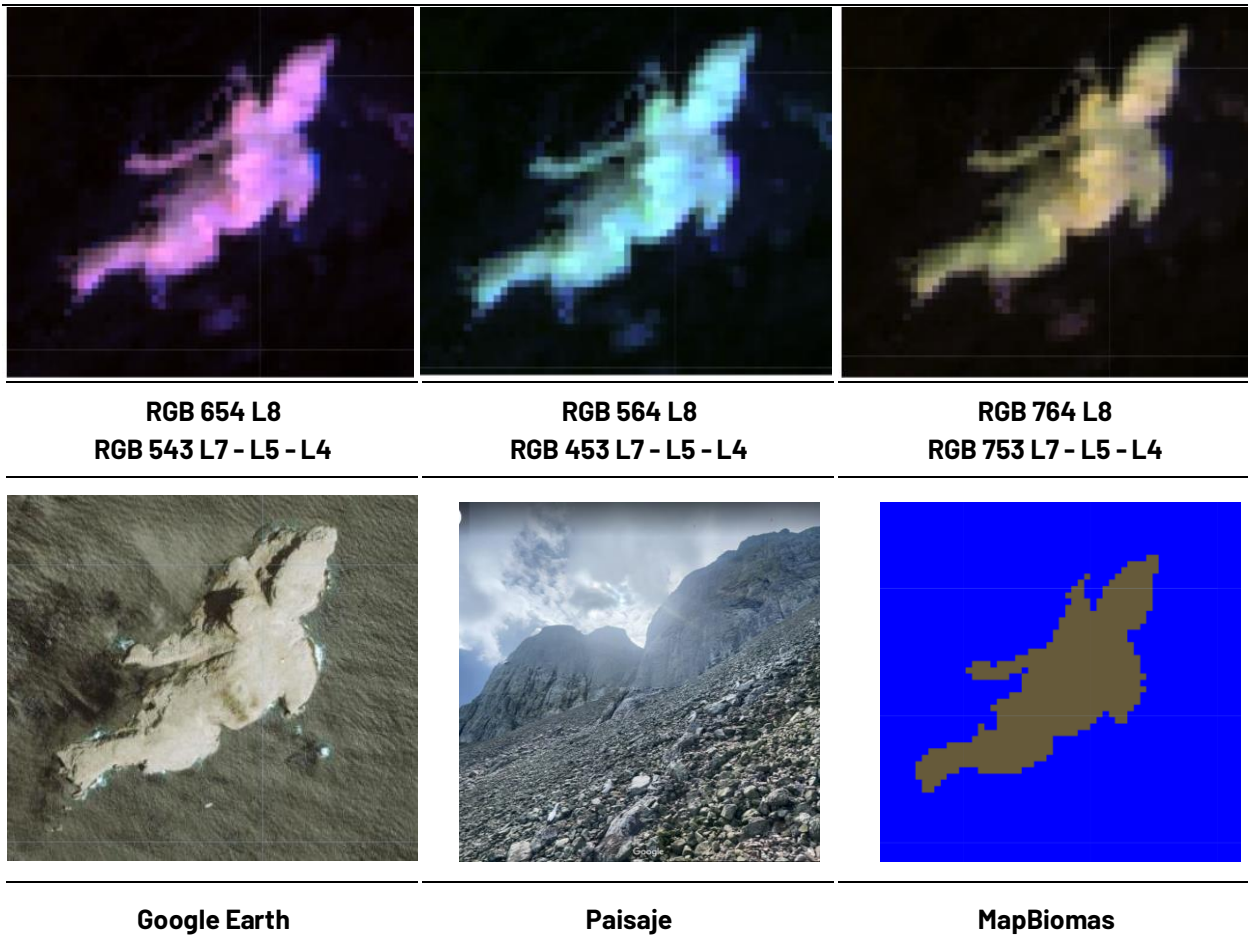 RGB 654 L8
RGB 543 L7 - L5 - L4
RGB 564 L8
RGB 453 L7 - L5 - L4
RGB 764 L8
RGB 753 L7 - L5 - L4
Google
Google Earth
Paisaje
MapBiomas